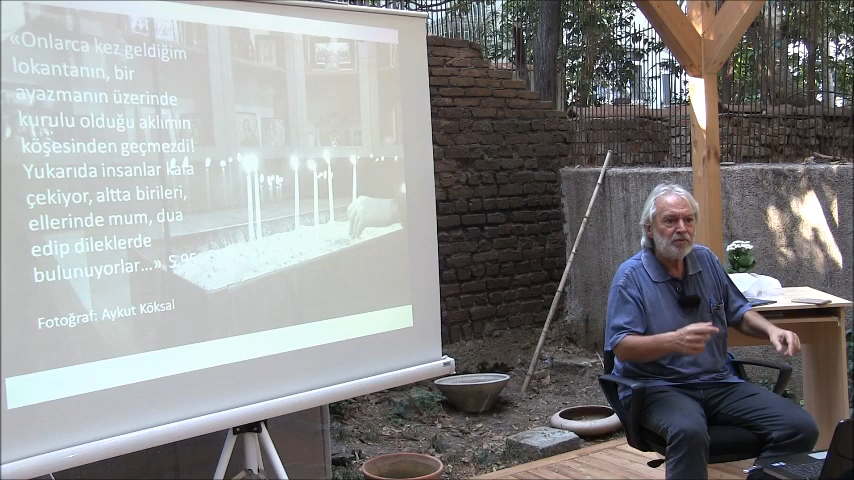 «Onlarca kez geldiğim
lokantanın, bir
ayazmanın üzerinde
kurulu olduğu aklımın
köşesinden geçmezdi!
Yukarıda insanlar kafa
çekiyor, altta birileri,
ellerinde mum, dua
edip dileklerde
bulunuyorlar...» S.95
Fotoğraf: Aykut Köksal